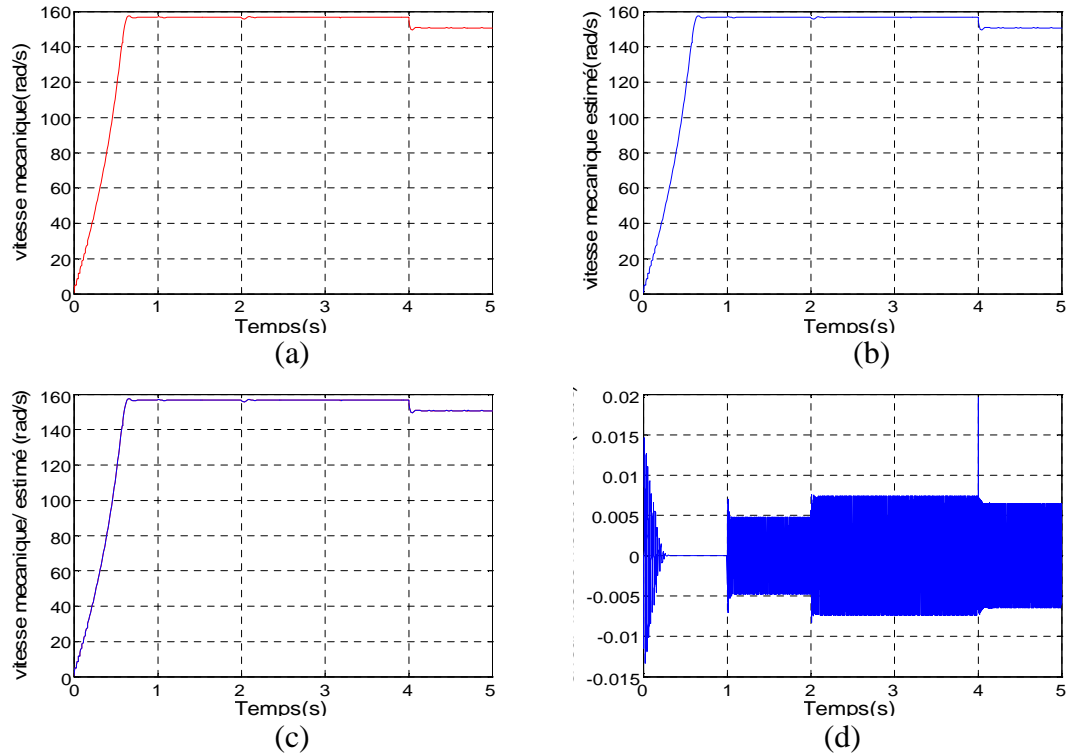 vitesse mecanique(rad/s)
160
140
120
100
80
60
40
20
0
0 1 2 3 4 5
Temps(s)
(a)
vitesse mecanique estimé(rad/s)
160
140
120
100
80
60
40
20
0
0 1 2 3 4 5
Temps(s)
(b)
vitesse mecanique/ estimé (rad/s)
160
140
120
100
80
60
40
20
0
0 1 2 3 4 5
Temps(s)
(c)
0.02
0.015
0.01
0.005
0
-0.005
-0.01
-0.015
0 1 2 3 4 5
Temps(s)
(d)